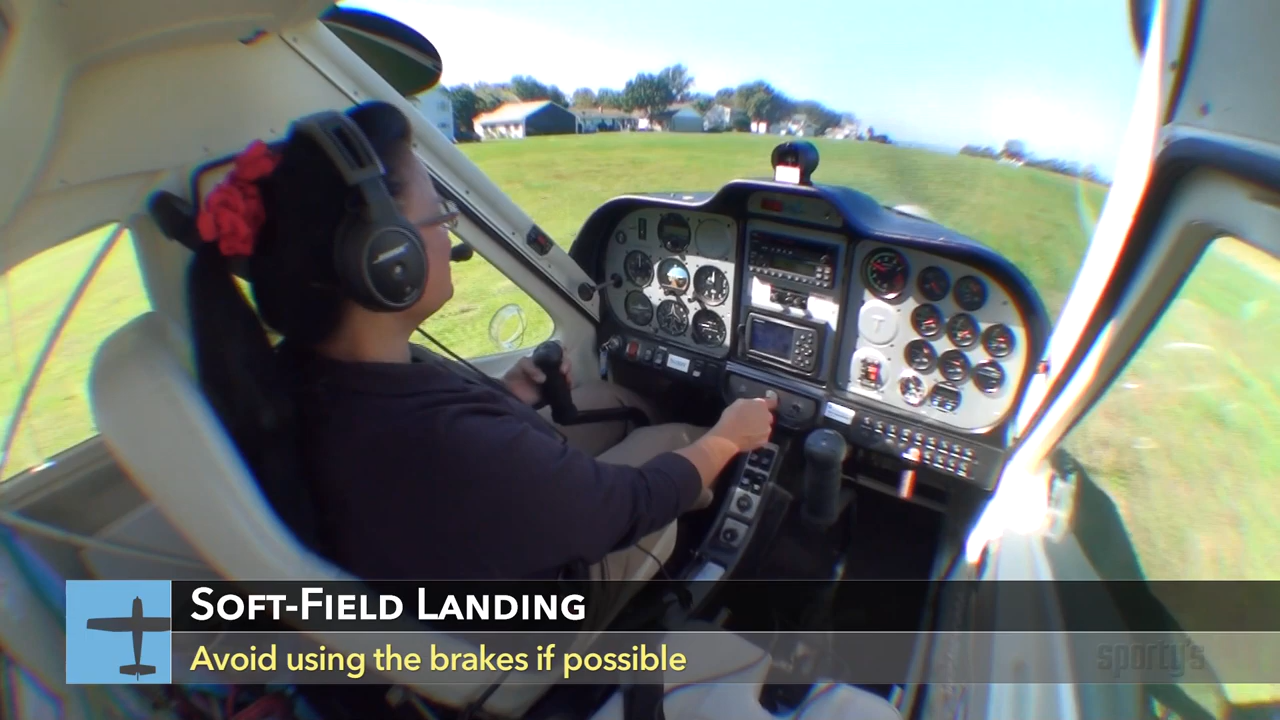 Soft-Field Landing
Avoid using the brakes if possible
sporty's